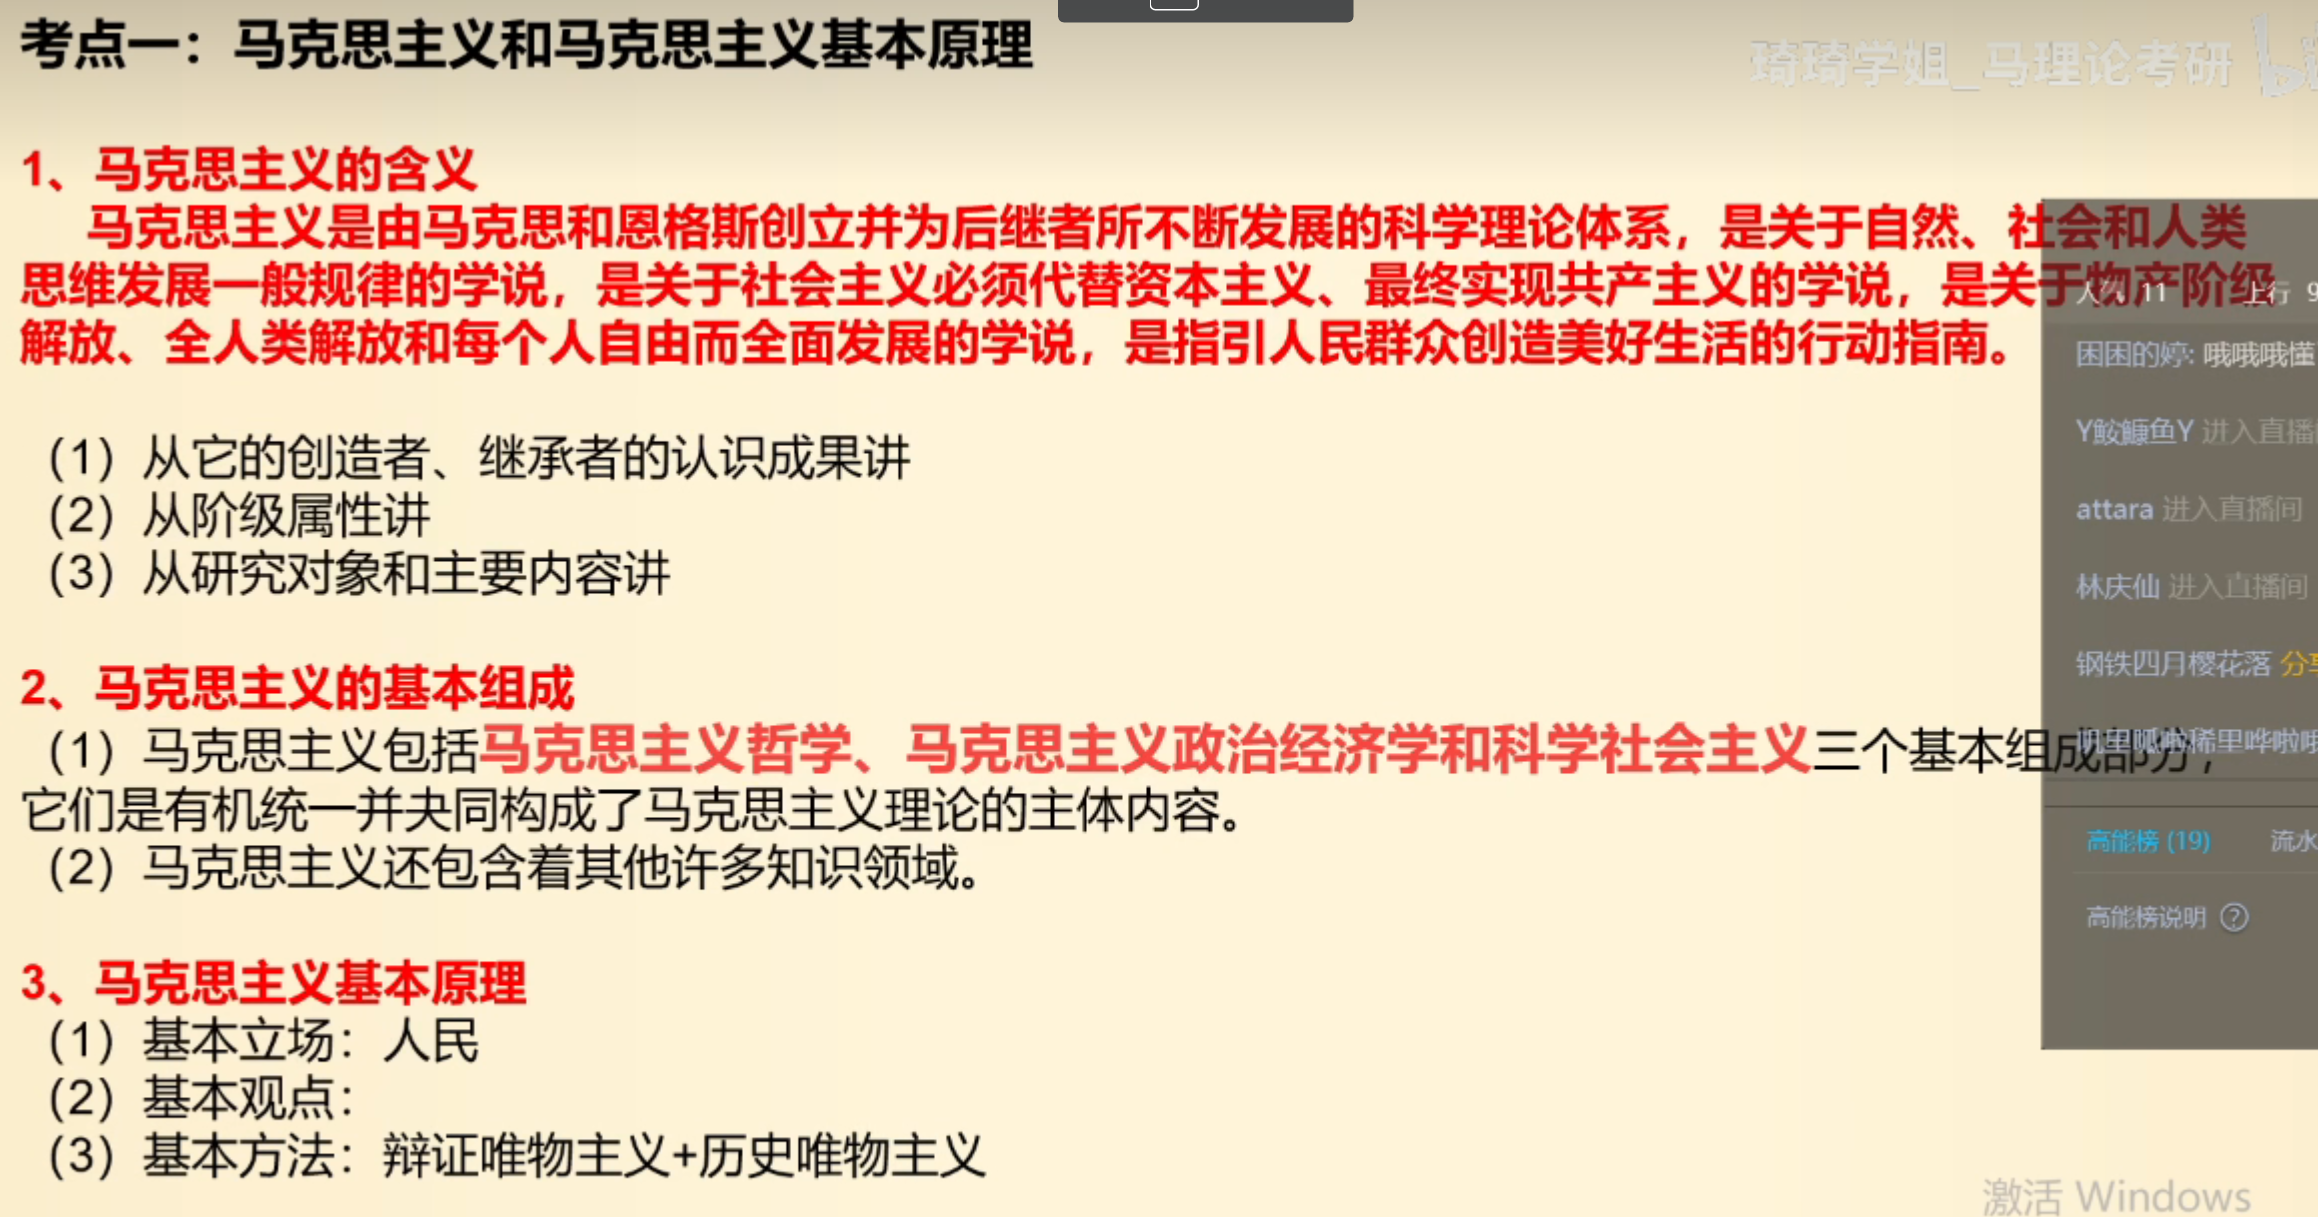 考点一：马克思主义和马克思主义基本原理
琦琦学姐_马理论考研
1、马克思主义的含义
马克思主义是由马克思和恩格斯创立并为后继者所不断发展的科学理论体系，是关于自然、社会和人类
思维发展一般规律的学说，是关于社会主义必须代替资本主义、最终实现共产主义的学说，是关于物产阶级
解放、全人类解放和每个人自由而全面发展的学说，是指引人民群众创造美好生活的行动指南。
（1）从它的创造者、继承者的认识成果讲
（2）从阶级属性讲
（3）从研究对象和主要内容讲
2、马克思主义的基本组成
（1）马克思主义包括马克思主义哲学、马克思主义政治经济学和科学社会主义三个基本组成部分，
它们是有机统一并夬同构成了马克思主义理论的主体内容。
（2）马克思主义还包含着其他许多知识领域。
3、马克思主义基本原理
（1）基本立场：人民
（2）基本观点：
（3）基本方法：辩证唯物主义+历史唯物主义
人气 11 上行 9
困困的婷: 哦哦哦懂
Y鮫鱇鱼Y 进入直播
attara 进入直播间
林庆仙 进入直播间
钢铁四月樱花落 分享
高能榜 (19) 流水
高能榜说明
激活 Windows